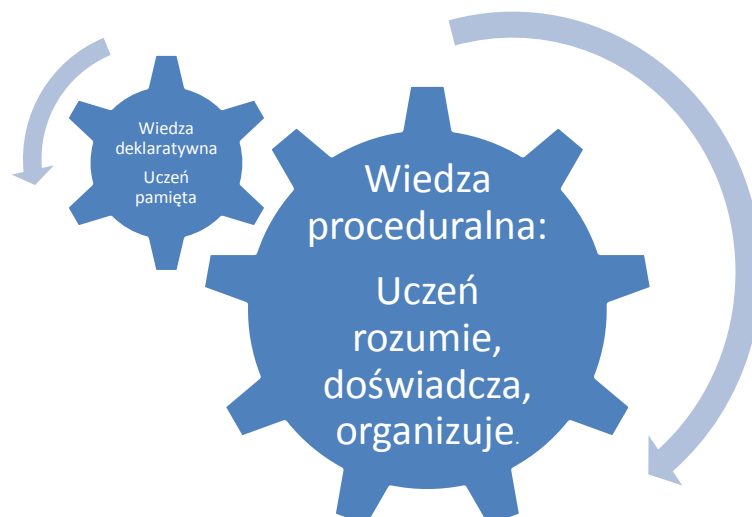 Wiedza
deklaratywna
Uczeń
pamięta
Wiedza
proceduralna:
Uczeń
rozumie,
doświadcza,
organizuje.